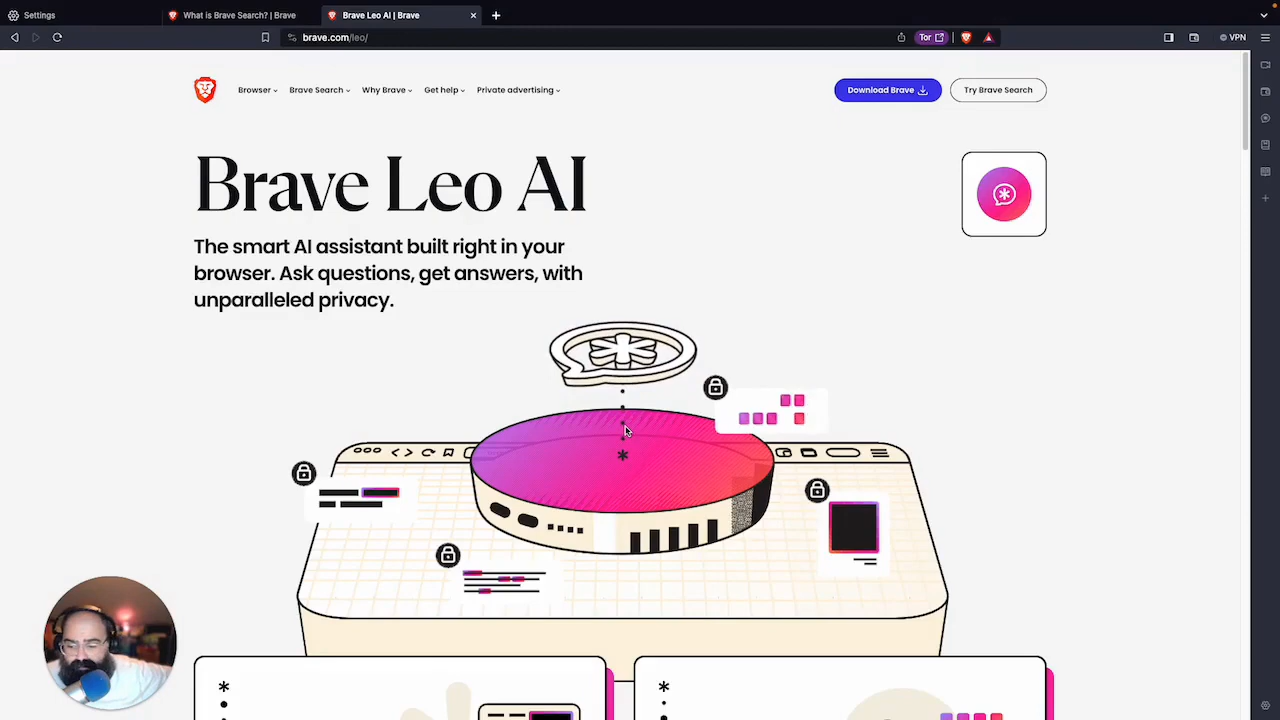 Settings
What is Brave Search? | Brave
Brave Leo AI | Brave
brave.com/leo/
Tor
VPN
Browser
Brave Search
Why Brave
Get help
Private advertising
Download Brave
Try Brave Search
Brave Leo AI
The smart AI assistant built right in your
browser. Ask questions, get answers, with
unparalleled privacy.